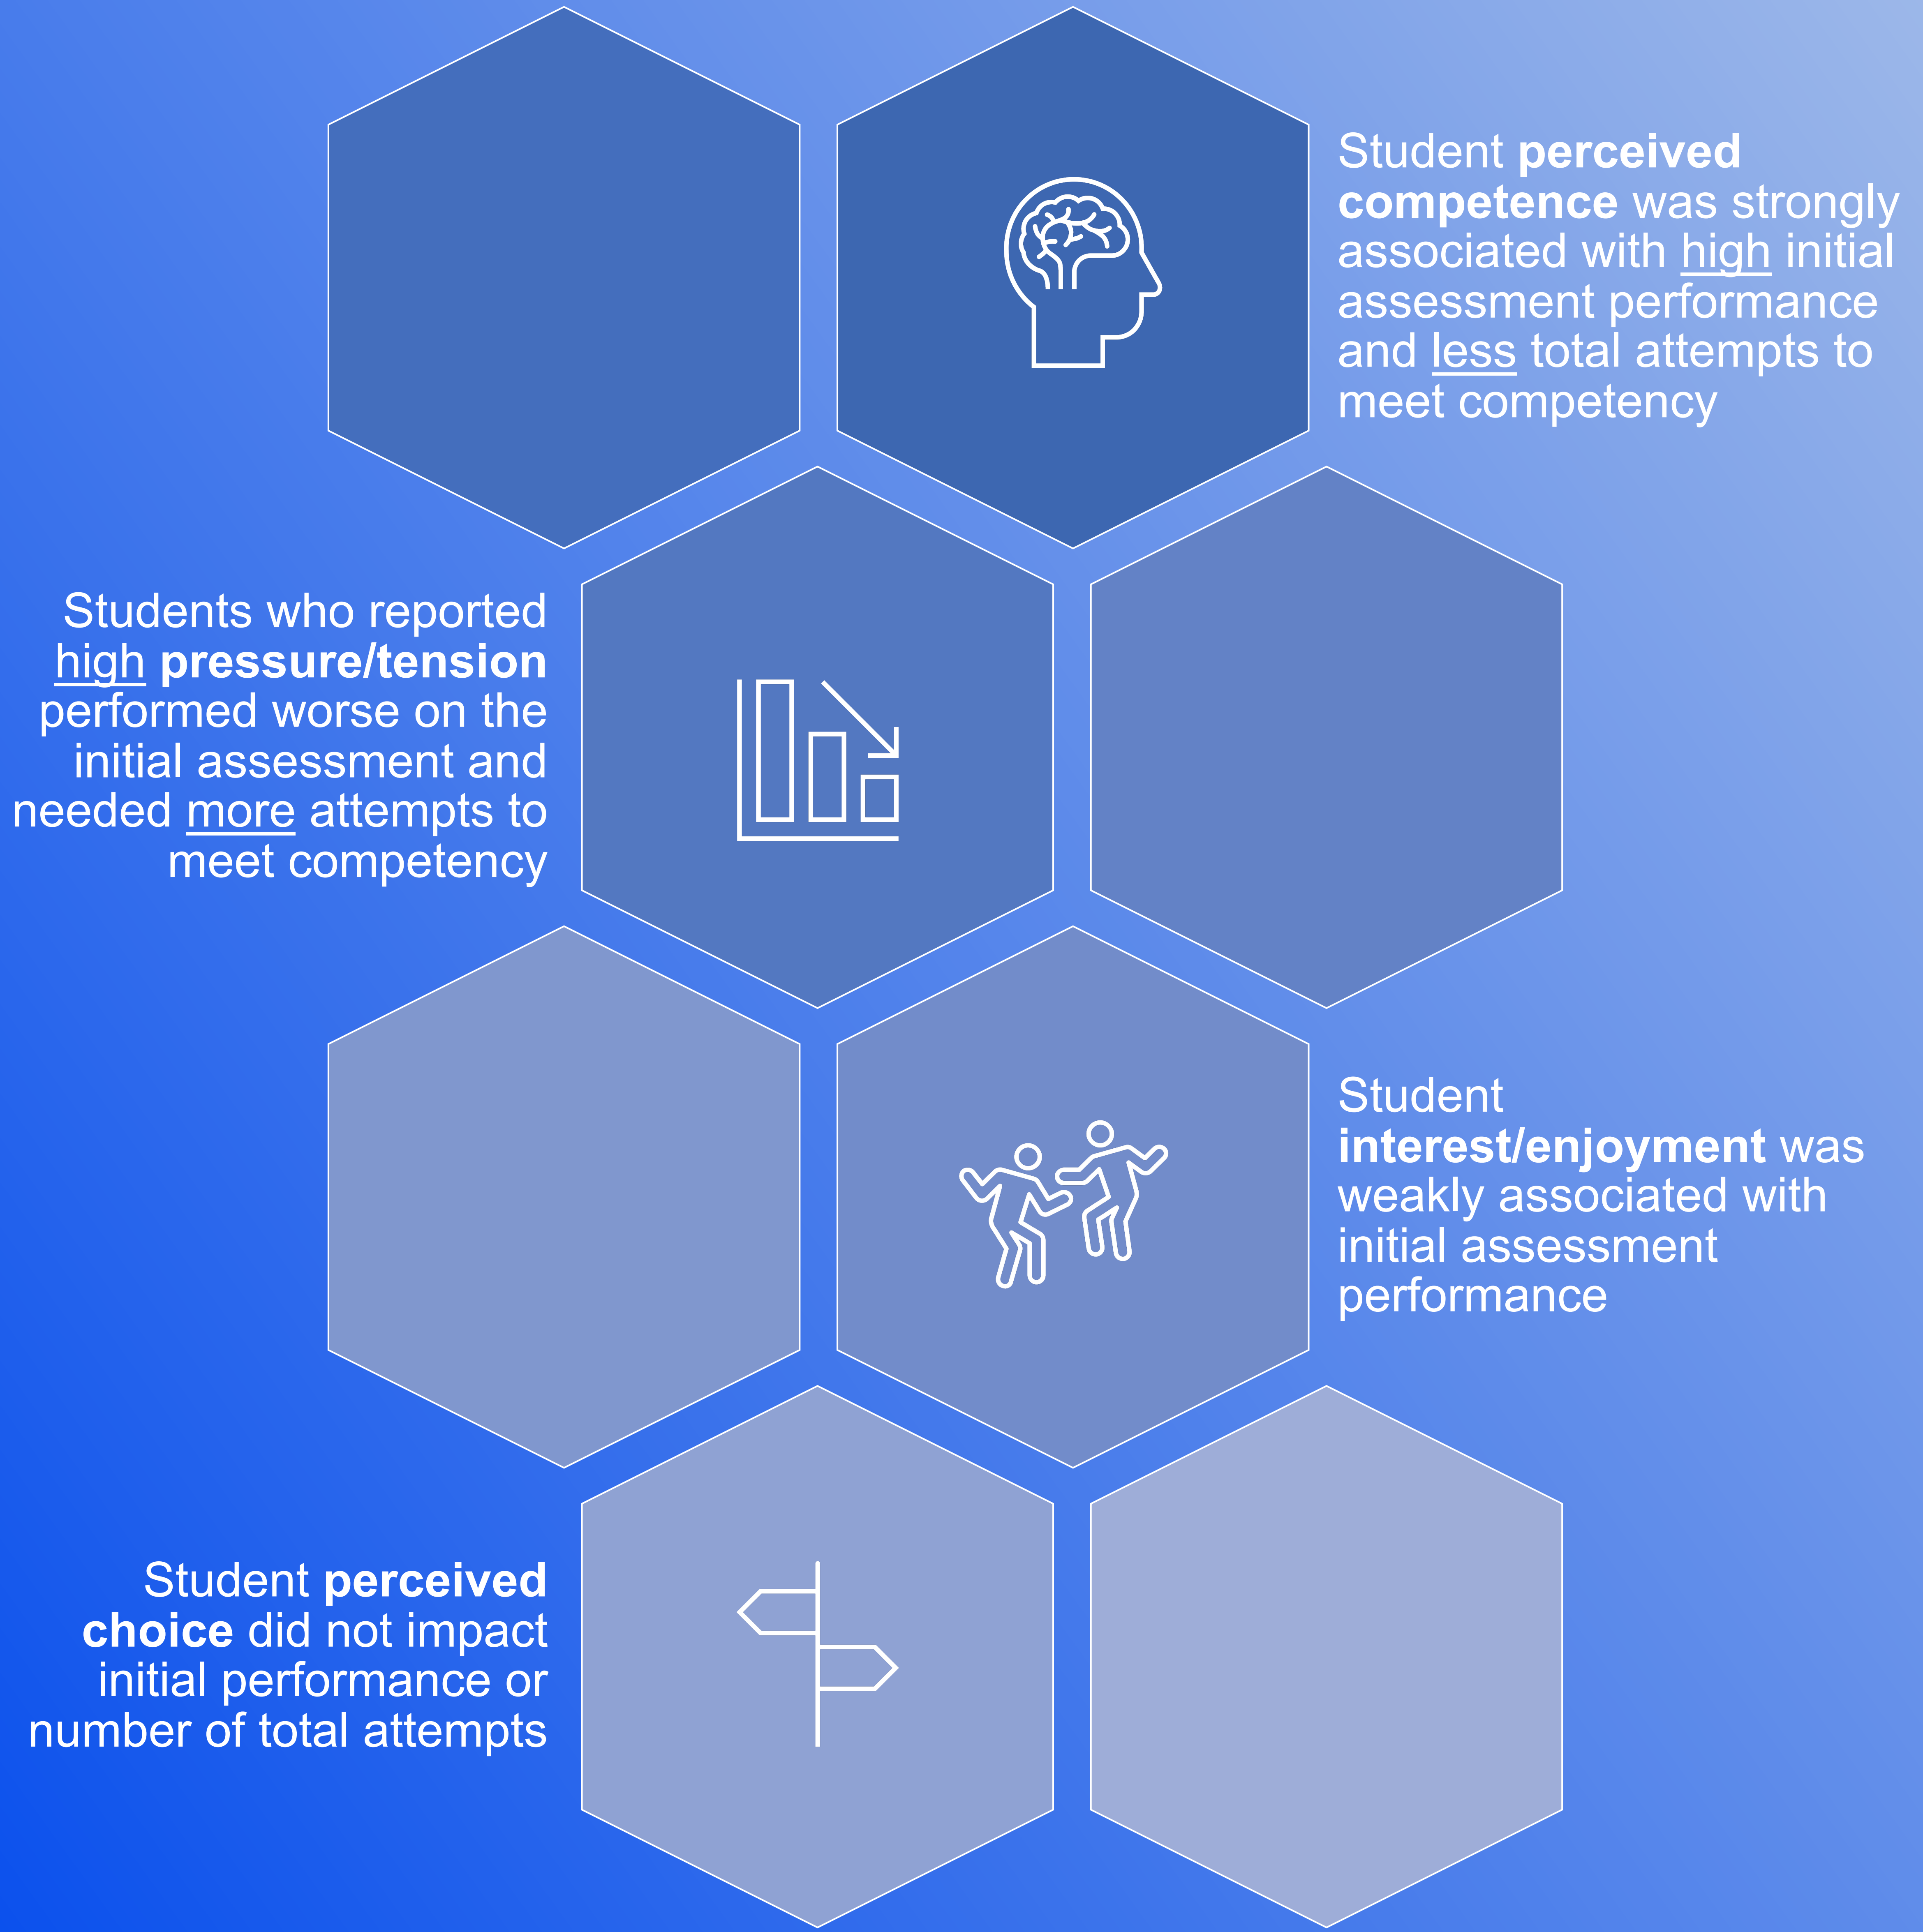 Student perceived
competence was strongly
associated with high initial
assessment performance
and less total attempts to
meet competency
Students who reported
high pressure/tension
performed worse on the
initial assessment and
needed more attempts to
meet competency
Student
interest/enjoyment was
weakly associated with
initial assessment
performance
Student perceived
choice did not impact
initial performance or
number of total attempts